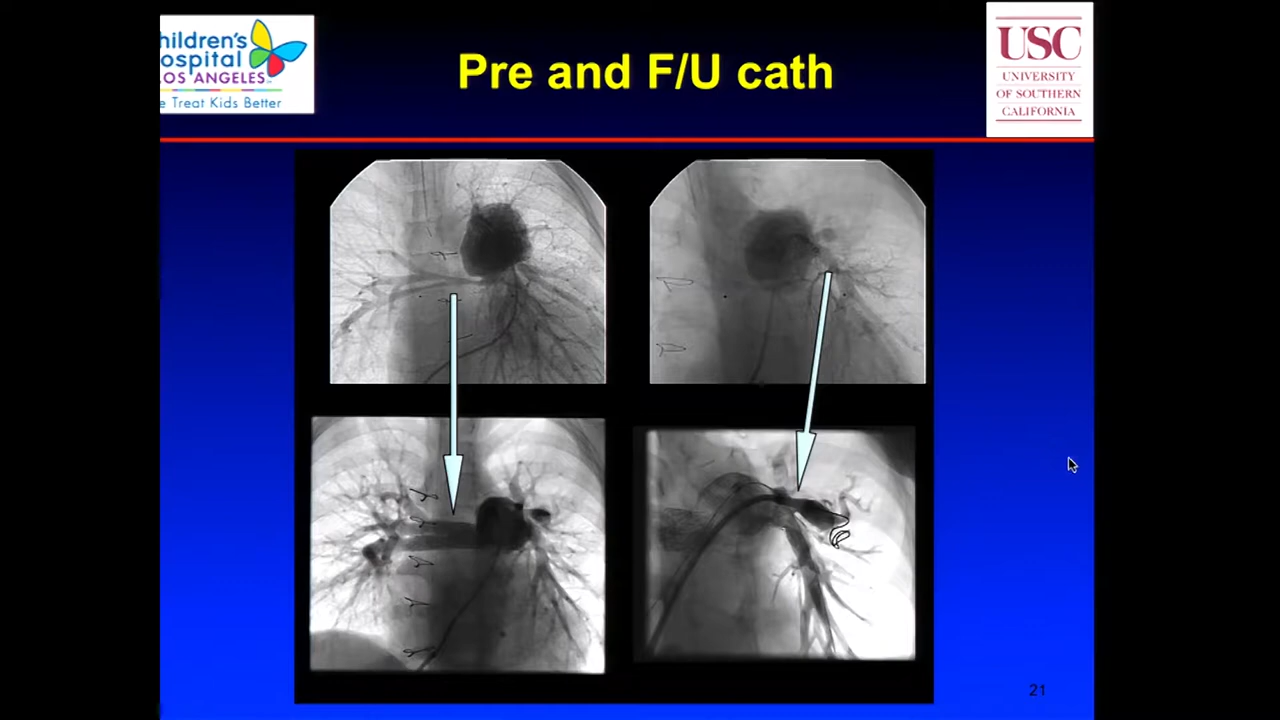 hildren's
ospital
OS ANGELES
e Treat Kids Better
Pre and F/U cath
USC
UNIVERSITY
OF SOUTHERN
CALIFORNIA
21